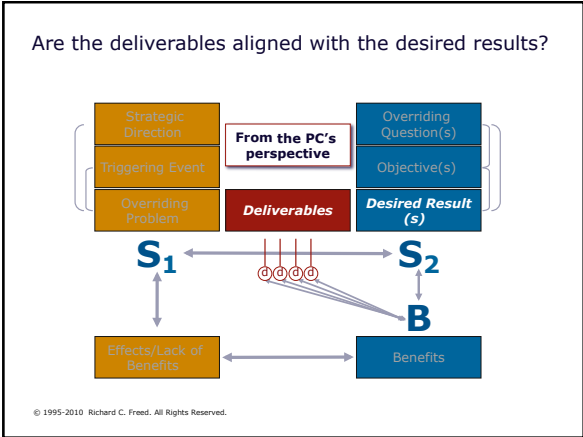 Are the deliverables aligned with the desired results?
Strategic
Direction
Triggering Event
Overriding
Problem
From the PC's
perspective
Deliverables
Overriding
Question(s)
Objective(s)
Desired Result
(s)
S1
S2
d d d d
B
Effects/Lack of
Benefits
Benefits
© 1995-2010 Richard C. Freed. All Rights Reserved.